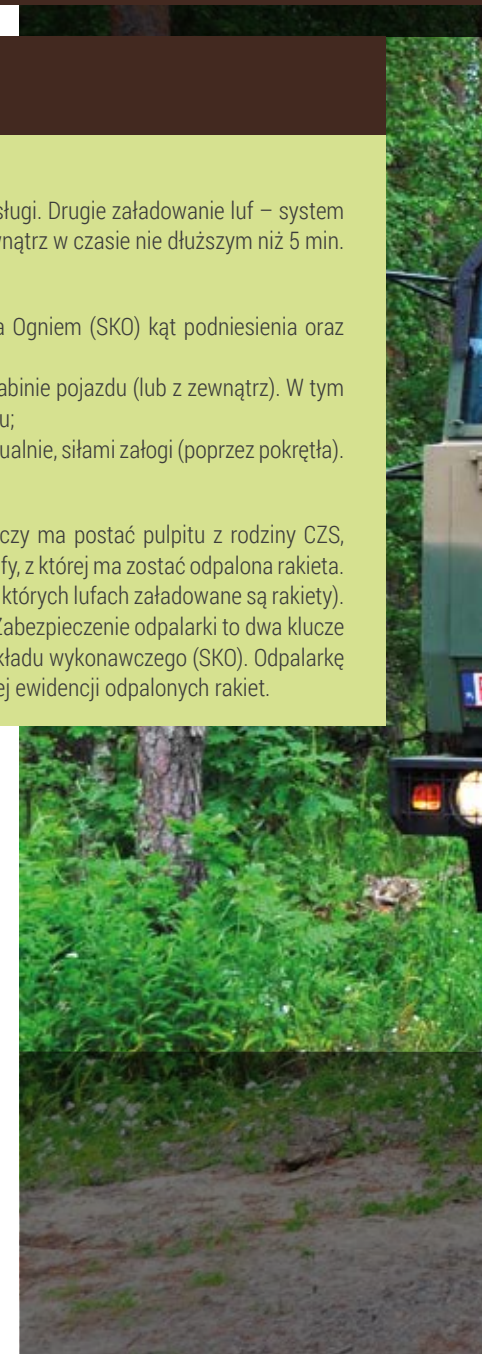 sługi. Drugie załadowanie luf – system
wnątrz w czasie nie dłuższym niż 5 min.
a Ogniem (SKO) kąt podniesienia oraz
abinie pojazdu (lub z zewnątrz). W tym
u;
ualnie, siłami załogi (poprzez pokrętła).
czy ma postać pulpitu z rodziny CZS,
fy, z której ma zostać odpalona rakieta.
których lufach załadowane są rakiety).
Zabezpieczenie odpalarki to dwa klucze
kładu wykonawczego (SKO). Odpalarkę
ej ewidencji odpalonych rakiet.